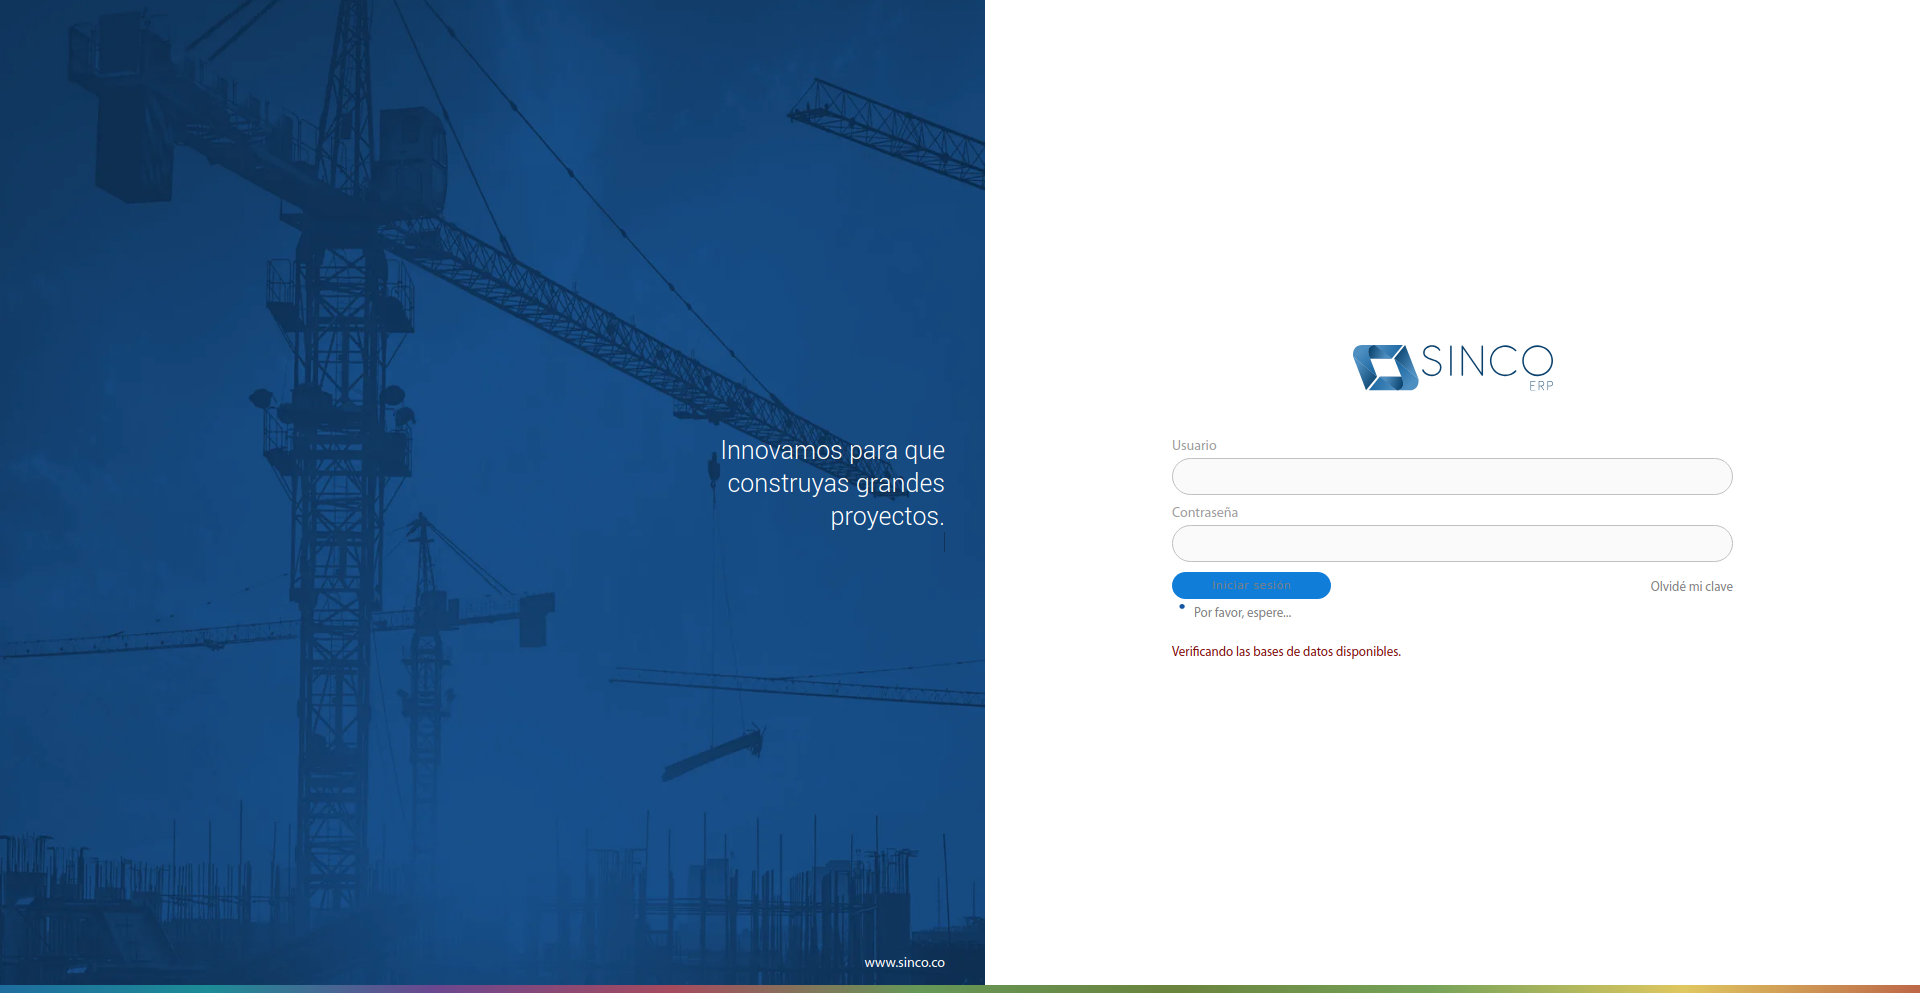 Innovamos para que
construyas grandes
proyectos.
www.sinco.co
SINCO
ERP
Usuario
Contraseña
Iniciar sesión
Olvidé mi clave
Por favor, espere...
Verificando las bases de datos disponibles.